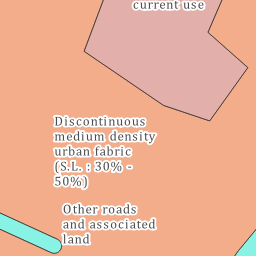 current use
Discontinuous
medium density
urban fabric
(S.L. : 30% -
50%)
Other roads
and associated
land